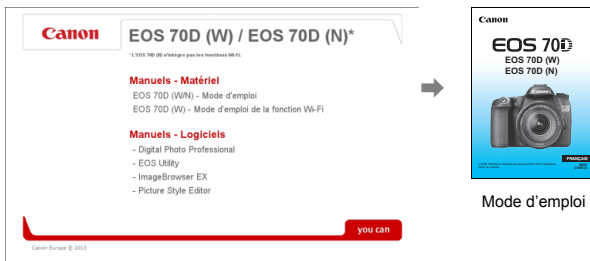 Canon
EOS 70D (W) / EOS 70D (N)*
* L'EOS 70D (N) n'intègre pas les fonctions Wi-Fi.
Manuels - Matériel
EOS 70D (W/N) - Mode d'emploi
EOS 70D (W) - Mode d'emploi de la fonction Wi-Fi
Manuels - Logiciels
- Digital Photo Professional
- EOS Utility
- ImageBrowser EX
- Picture Style Editor
you can
Canon Europe © 2013
Canon
EOS 70D
EOS 70D (W)
EOS 70D (N)
FRANÇAIS
Mode d'emploi